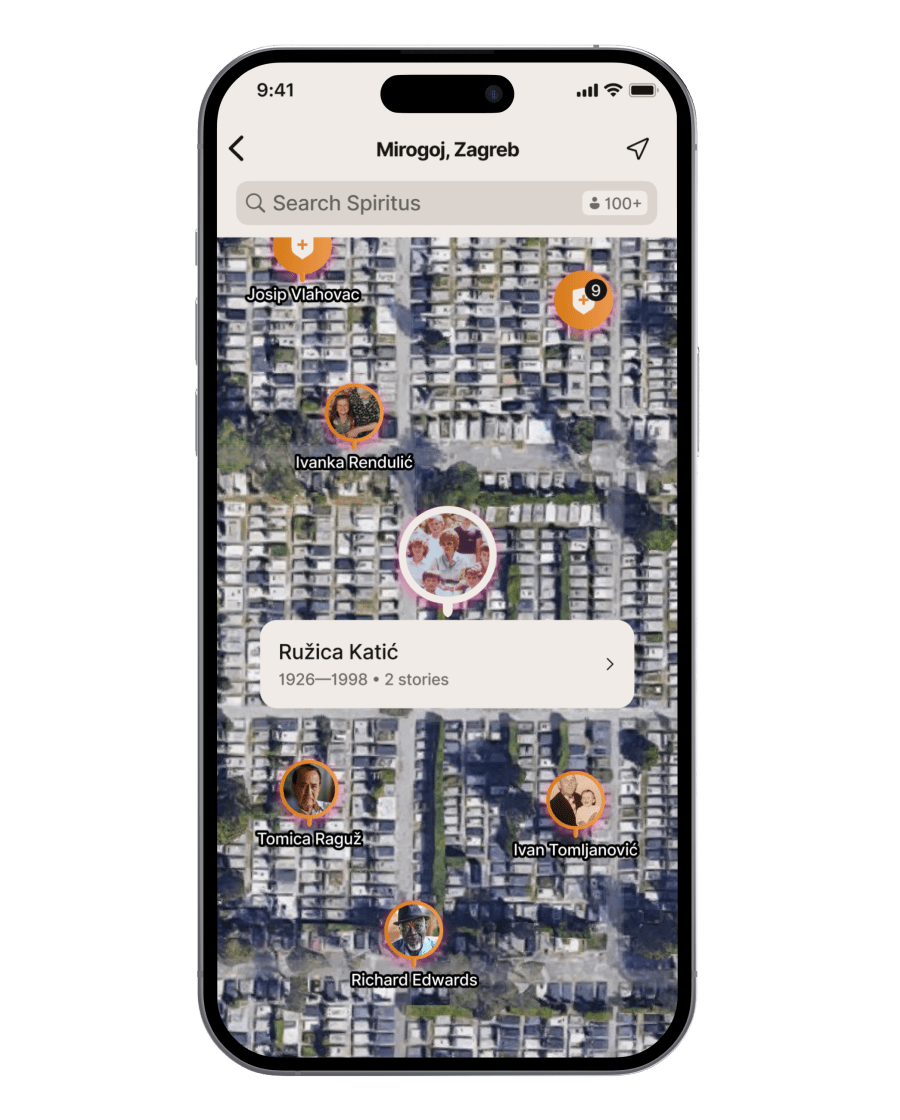 9:41
Mirogoj, Zagreb
Search Spiritus
100+
Josip Vlahovac
9
Ivanka Rendulić
Ružica Katić
1926—1998 • 2 stories
Tomica Raguž
Ivan Tomljanović
Richard Edwards